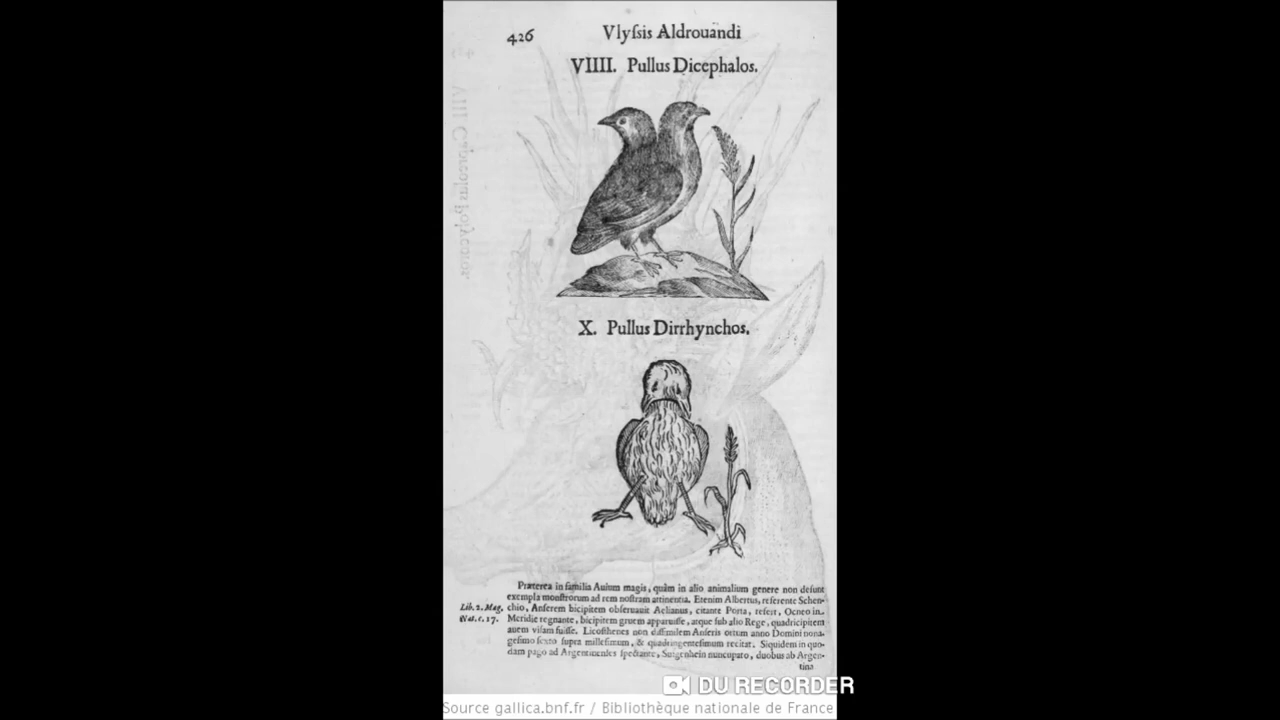 426
Vlyſsis Aldrouandi
VIIII. Pullus Dicephalos.
X. Pullus Dirrhynchos.
Præterea in familia Auium magis, quàm in alio animalium genere non deſunt
exempla monſtrorum ad rem noſtram attinentia. Etenim Albertus, referente Schen-
Lib. 2. Mag.
chio, Anſerem bicipitem obſeruauit Aelianus, citante Porta, refert, Ocneo in
Nat. c. 17.
Meridie regnante, bicipitem gruem apparuiſſe, atque ſub alio Rege, quadricipitem
auem viſam fuiſſe. Licoſthenes non diſſimilem Anſeris ortum anno Domini nona-
geſimo ſexto ſupra milleſimum, & quadringenteſimum recitat. Siquidem in quo-
dam pago ad Argentinenſes ſpectante, Suigenhein nuncupato, duobus ab Argen-
tina
DU RECORDER
Source gallica.bnf.fr / Bibliothèque nationale de France